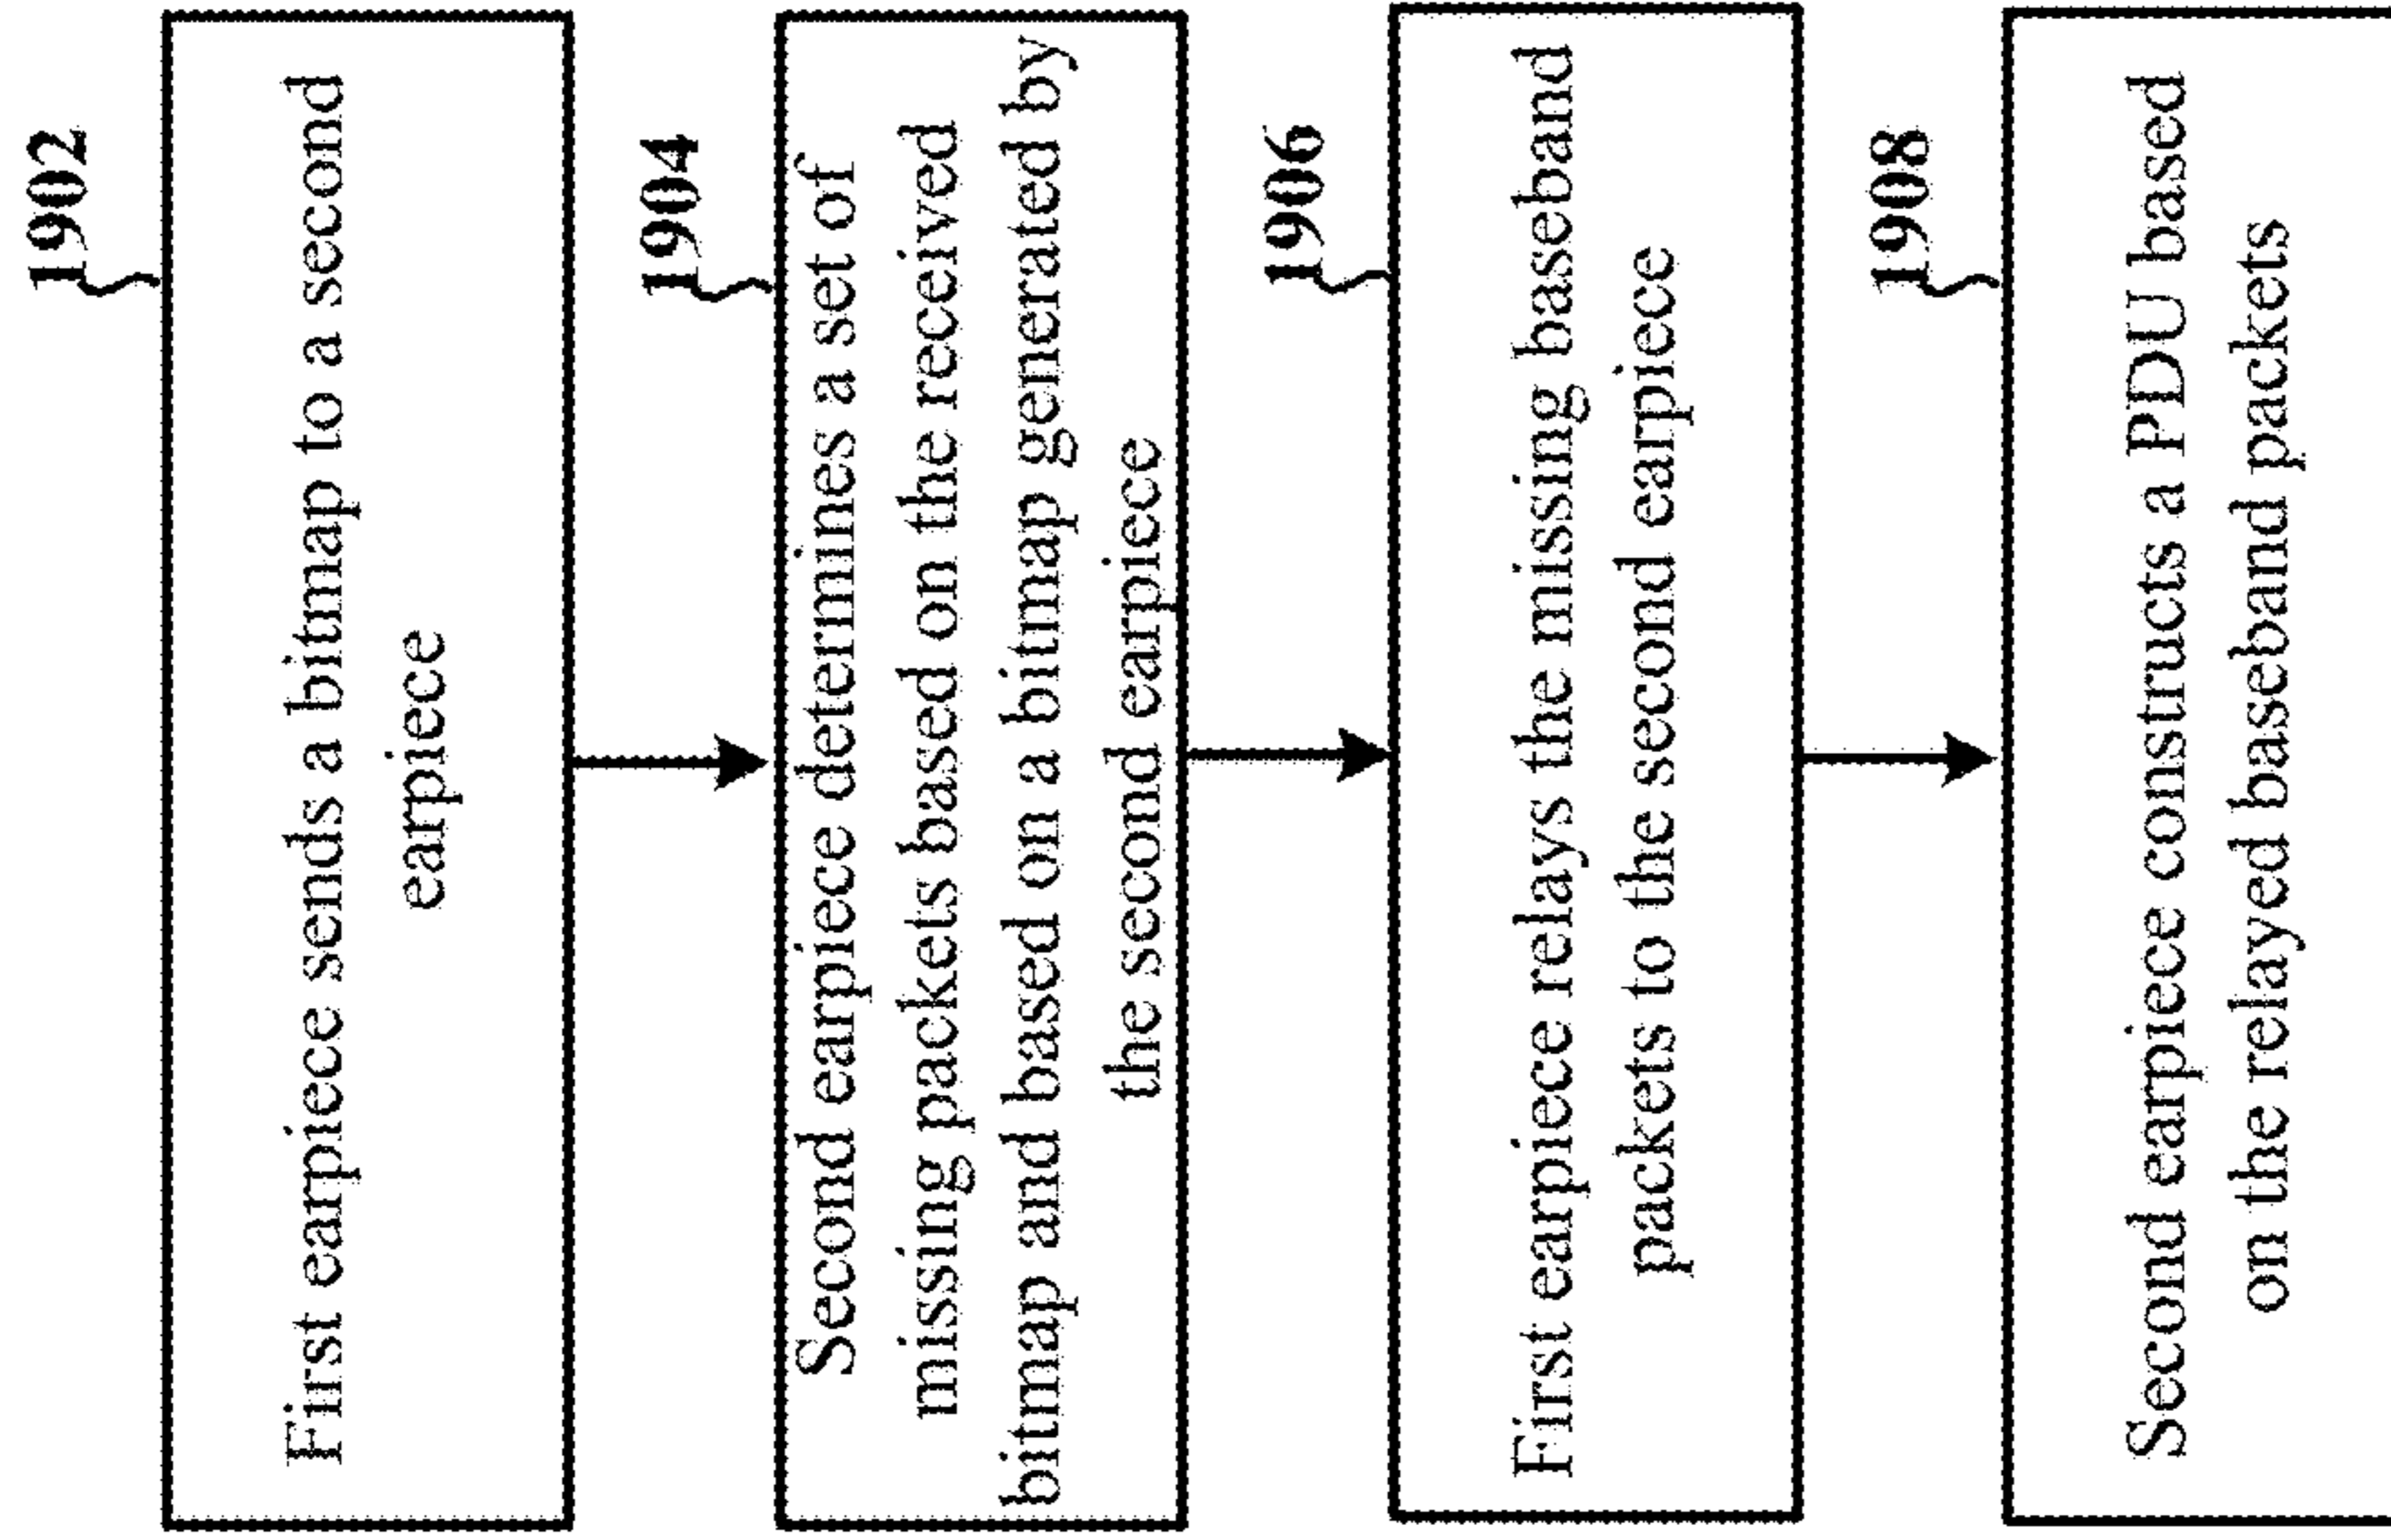 1902
First earpiece sends a bitmap to a second
earpiece
1904
Second earpiece determines a set of
missing packets based on the received
bitmap and based on a bitmap generated by
the second earpiece
1906
First earpiece relays the missing baseband
packets to the second earpiece
1908
Second earpiece constructs a PDU based
on the relayed baseband packets